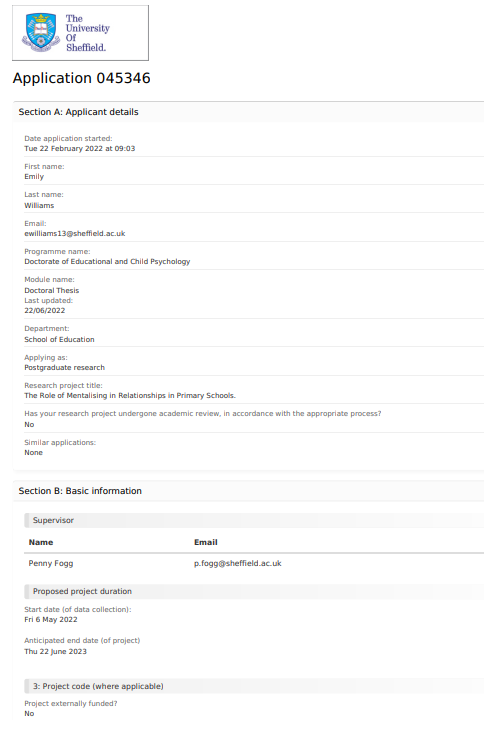 The
University
Of
Sheffield.
Application 045346
Section A: Applicant details
Date application started:
Tue 22 February 2022 at 09:03
First name:
Emily
Last name:
Williams
Email:
ewilliams13@sheffield.ac.uk
Programme name:
Doctorate of Educational and Child Psychology
Module name:
Doctoral Thesis
Last updated:
22/06/2022
Department:
School of Education
Applying as:
Postgraduate research
Research project title:
The Role of Mentalising in Relationships in Primary Schools.
Has your research project undergone academic review, in accordance with the appropriate process?
No
Similar applications:
None
Section B: Basic information
Supervisor
Name Email
Penny Fogg p.fogg@sheffield.ac.uk
Proposed project duration
Start date (of data collection):
Fri 6 May 2022
Anticipated end date (of project)
Thu 22 June 2023
3: Project code (where applicable)
Project externally funded?
No